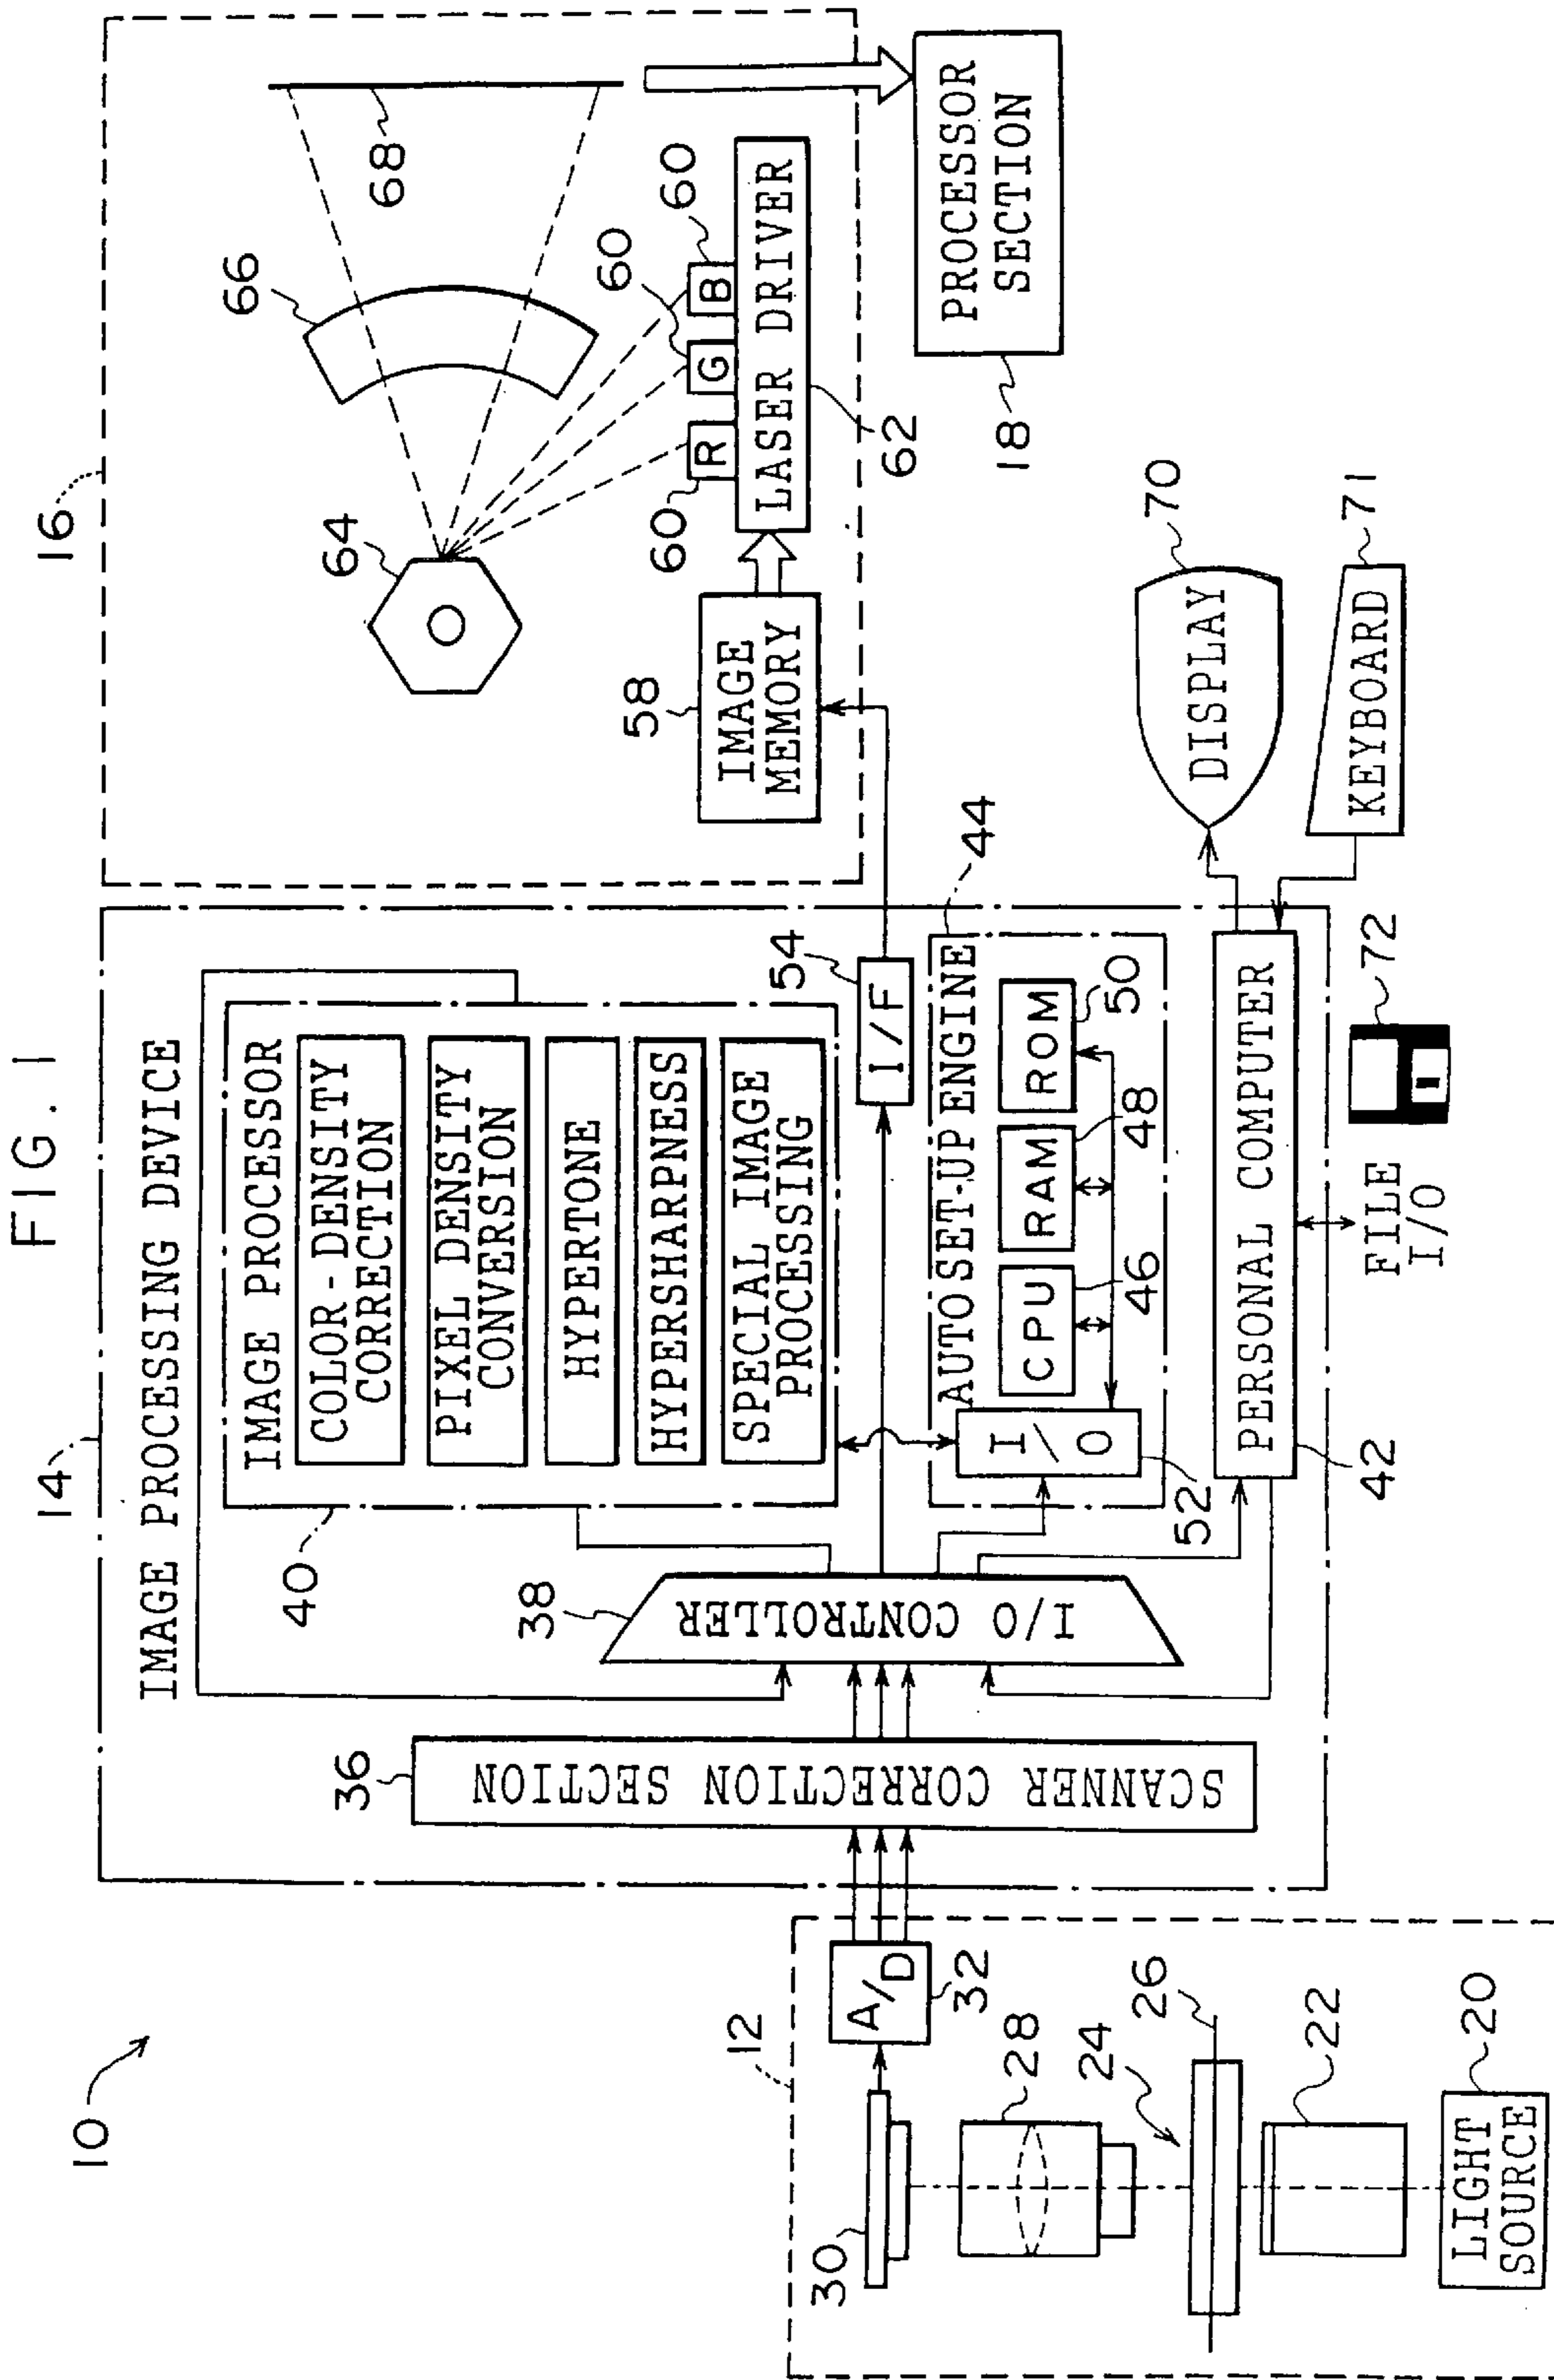 FIG. 1
10
12
LIGHT
SOURCE
20
22
24
26
28
30
A/D
32
14
IMAGE PROCESSING DEVICE
SCANNER CORRECTION SECTION
36
I/O CONTROLLER
38
40
IMAGE PROCESSOR
COLOR-DENSITY
CORRECTION
PIXEL DENSITY
CONVERSION
HYPERTONE
HYPERSHARPNESS
SPECIAL IMAGE
PROCESSING
I/F
54
AUTO SET-UP ENGINE
44
I/O
52
CPU
46
RAM
48
ROM
50
PERSONAL COMPUTER
42
FILE
I/O
72
DISPLAY
70
KEYBOARD
71
16
IMAGE
MEMORY
58
LASER DRIVER
62
R
60
G
60
B
60
64
66
68
PROCESSOR
SECTION
18